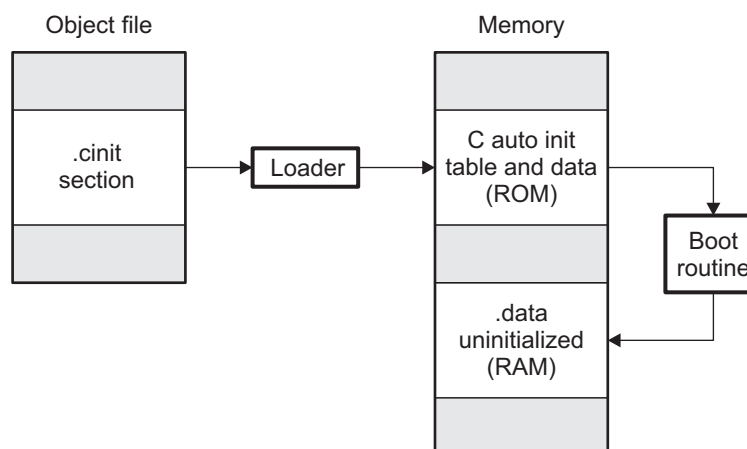 Object file
Memory
.cinit
section
Loader
C auto init
table and data
(ROM)
Boot
routine
.data
uninitialized
(RAM)